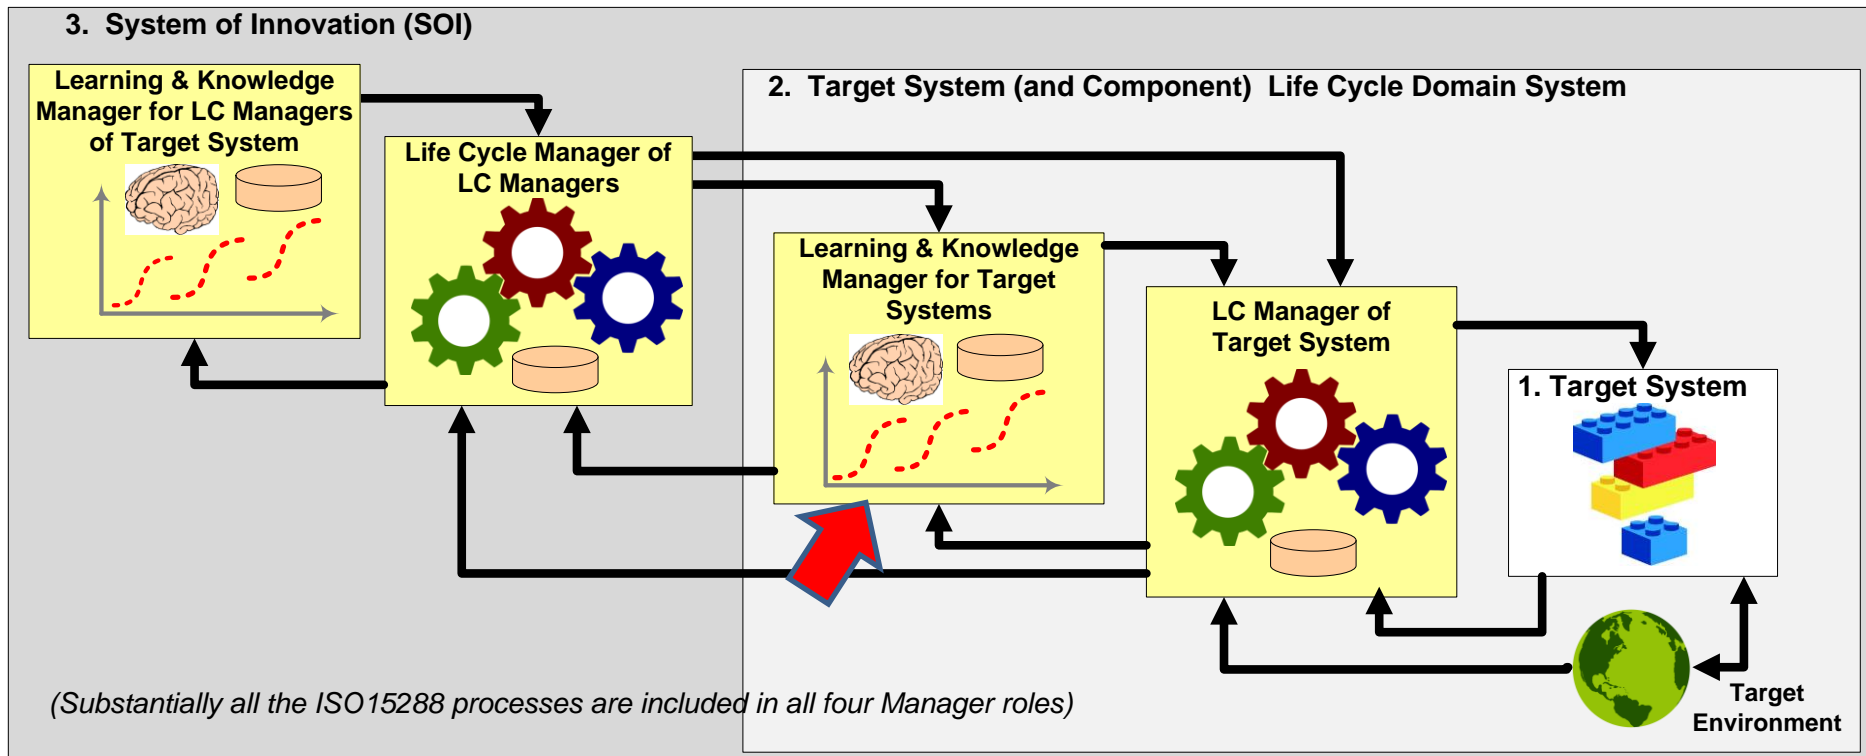 3.  System of Innovation (SOI)
Learning & Knowledge
Manager for LC Managers
of Target System
2.  Target System (and Component)  Life Cycle Domain System
Life Cycle Manager of
LC Managers
Learning & Knowledge
Manager for Target
Systems
LC Manager of
Target System
1. Target System
Target
Environment
(Substantially all the ISO15288 processes are included in all four Manager roles)